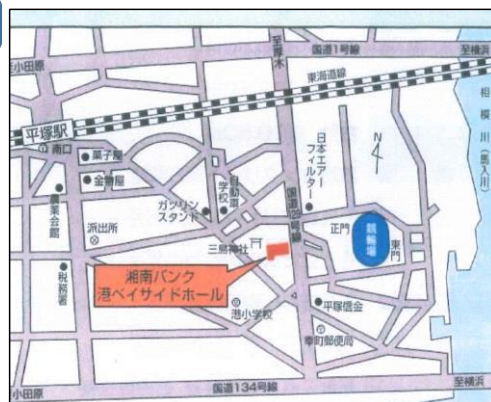 至厚木
国道1号線
至横浜
至小田原
東海道線
相模川(馬入川)
平塚駅
南口
菓子屋
金物屋
農業会館
派出所
税務署
ガソリンスタンド
自動車学校
国道129号線
日本エアーフィルター
N
正門
競輪場
東門
三島神社
湘南バンク
港ベイサイドホール
港小学校
平塚信金
幸町郵便局
国道134号線
小田原
至横浜